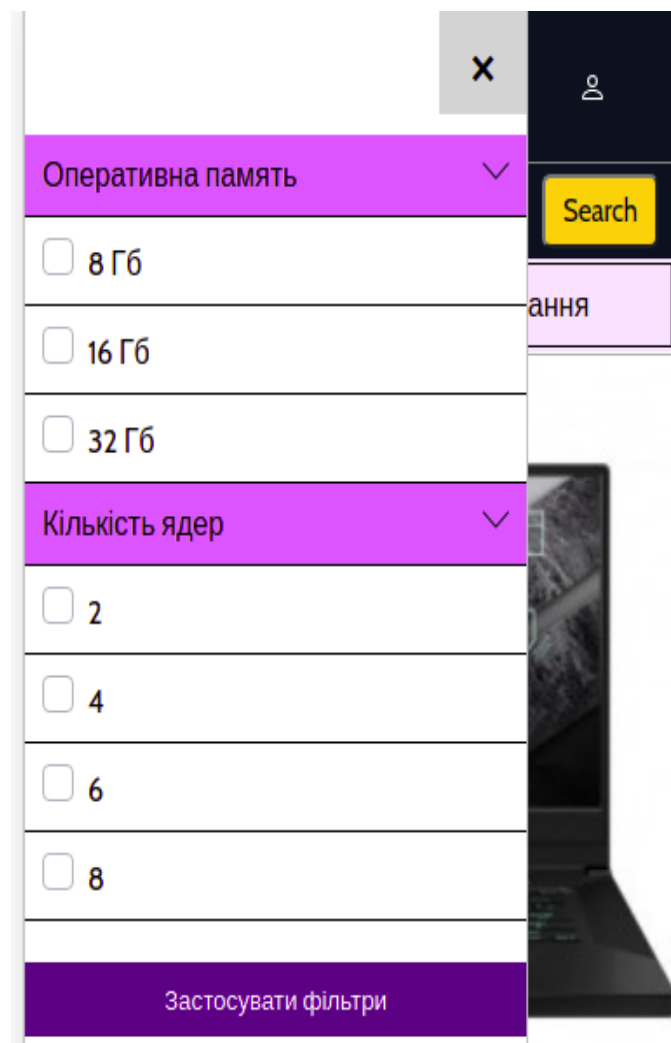 Search
ання
Оперативна память
8 Гб
16 Гб
32 Гб
Кількість ядер
2
4
6
8
Застосувати фільтри